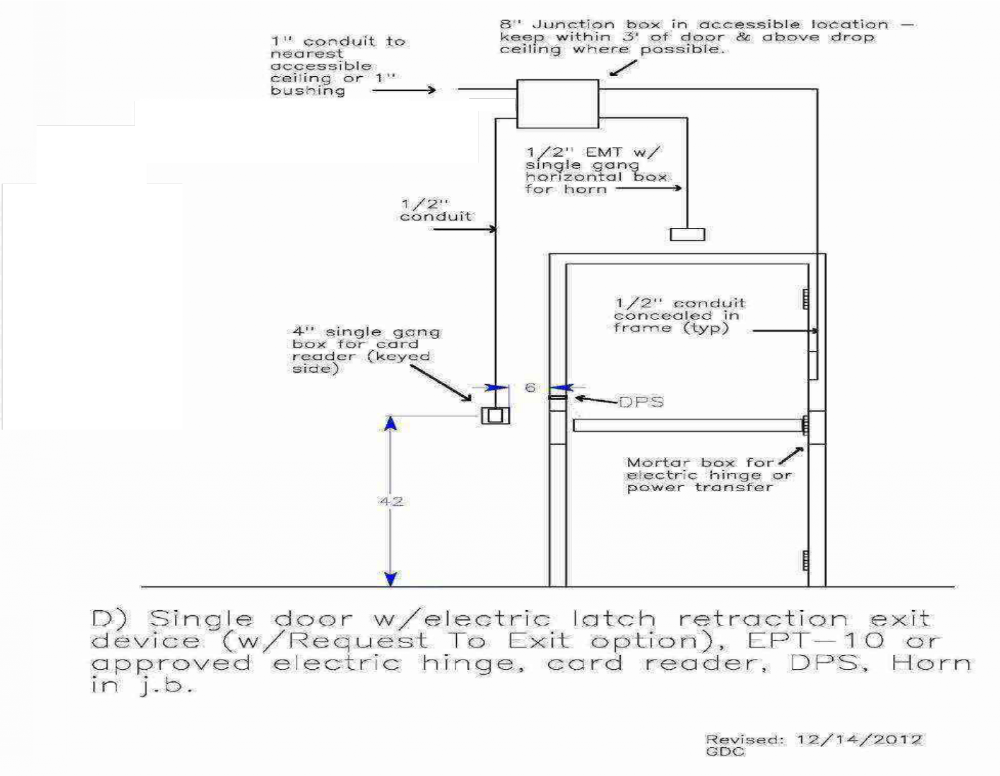 8" Junction box in accessible location –
keep within 3' of door & above drop
ceiling where possible.
1" conduit to
nearest
accessible
ceiling or 1"
bushing
1/2" EMT w/
single gang
horizontal box
for horn
1/2"
conduit
1/2" conduit
concealed in
frame (typ)
4" single gang
box for card
reader (keyed
side)
6
DPS
Mortar box for
electric hinge or
power transfer
42
D) Single door w/electric latch retraction exit
device (w/Request To Exit option), EPT–10 or
approved electric hinge, card reader, DPS, Horn
in j.b.
Revised: 12/14/2012
GDC